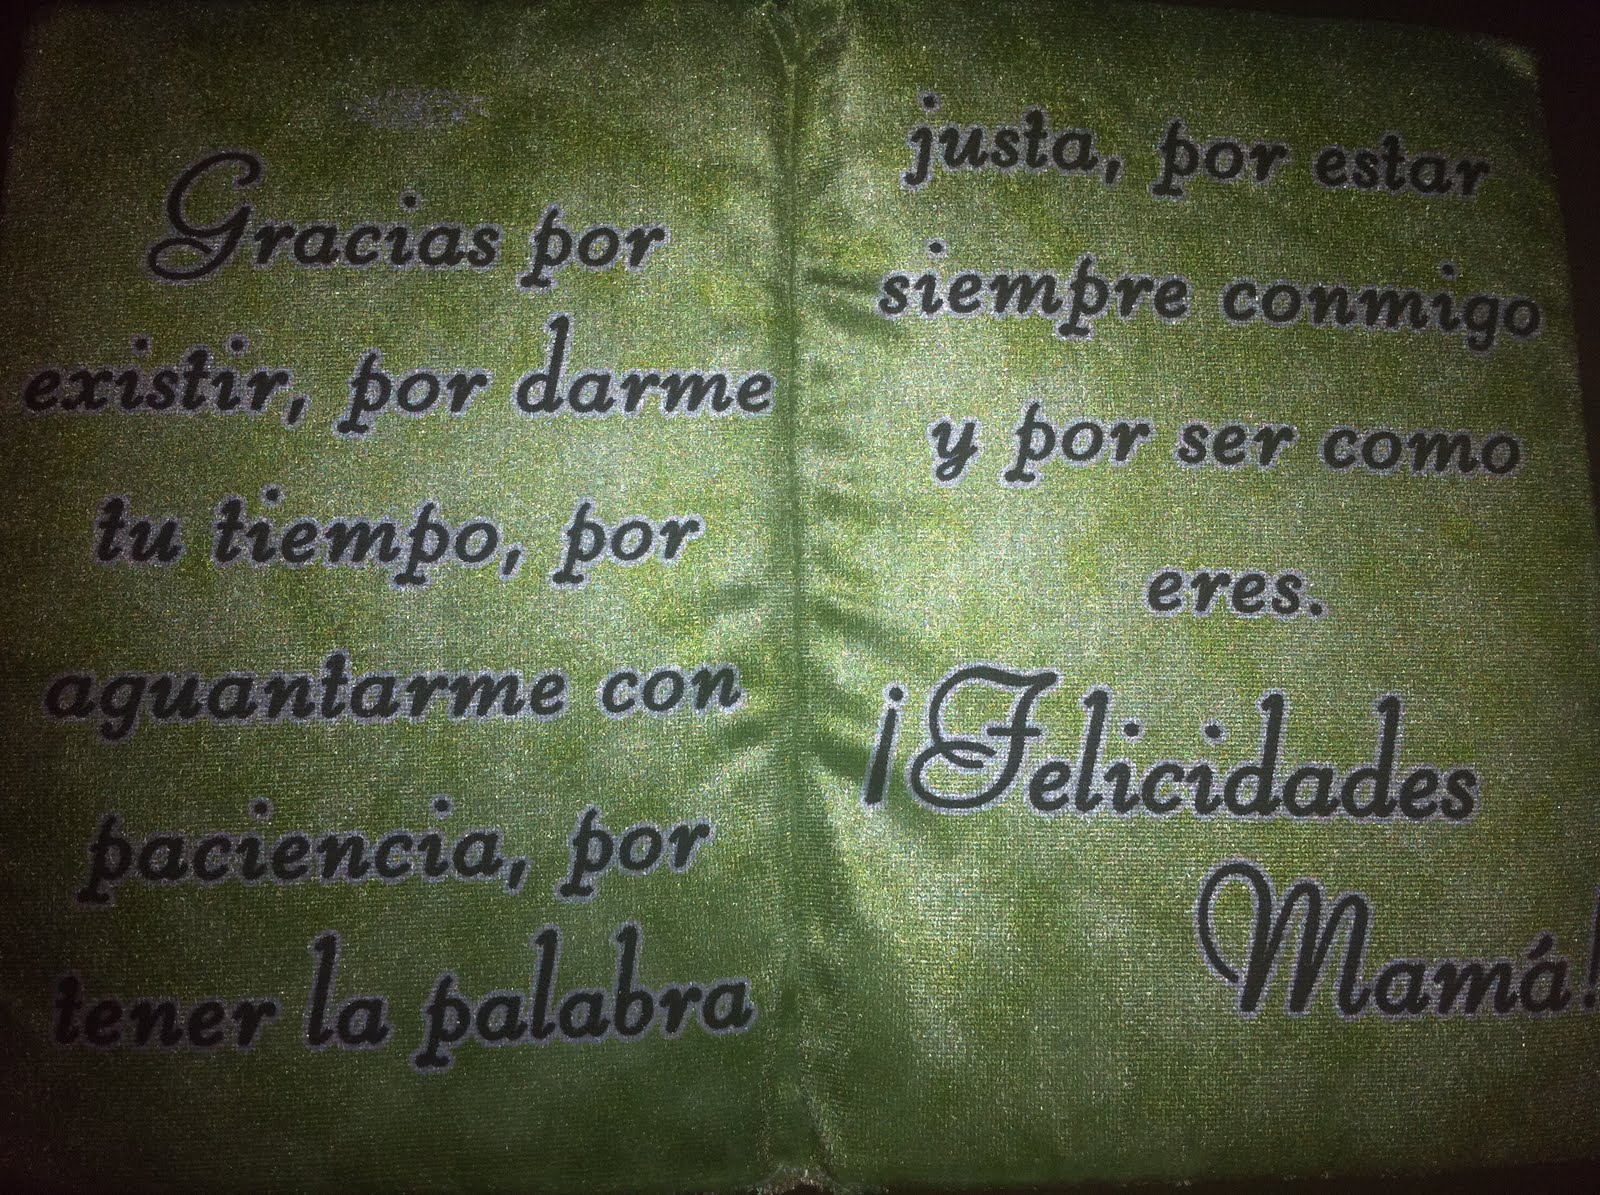 Gracias por
existir, por darme
tu tiempo, por
aguantarme con
paciencia, por
tener la palabra
justa, por estar
siempre conmigo
y por ser como
eres.
¡Felicidades
Mamá!